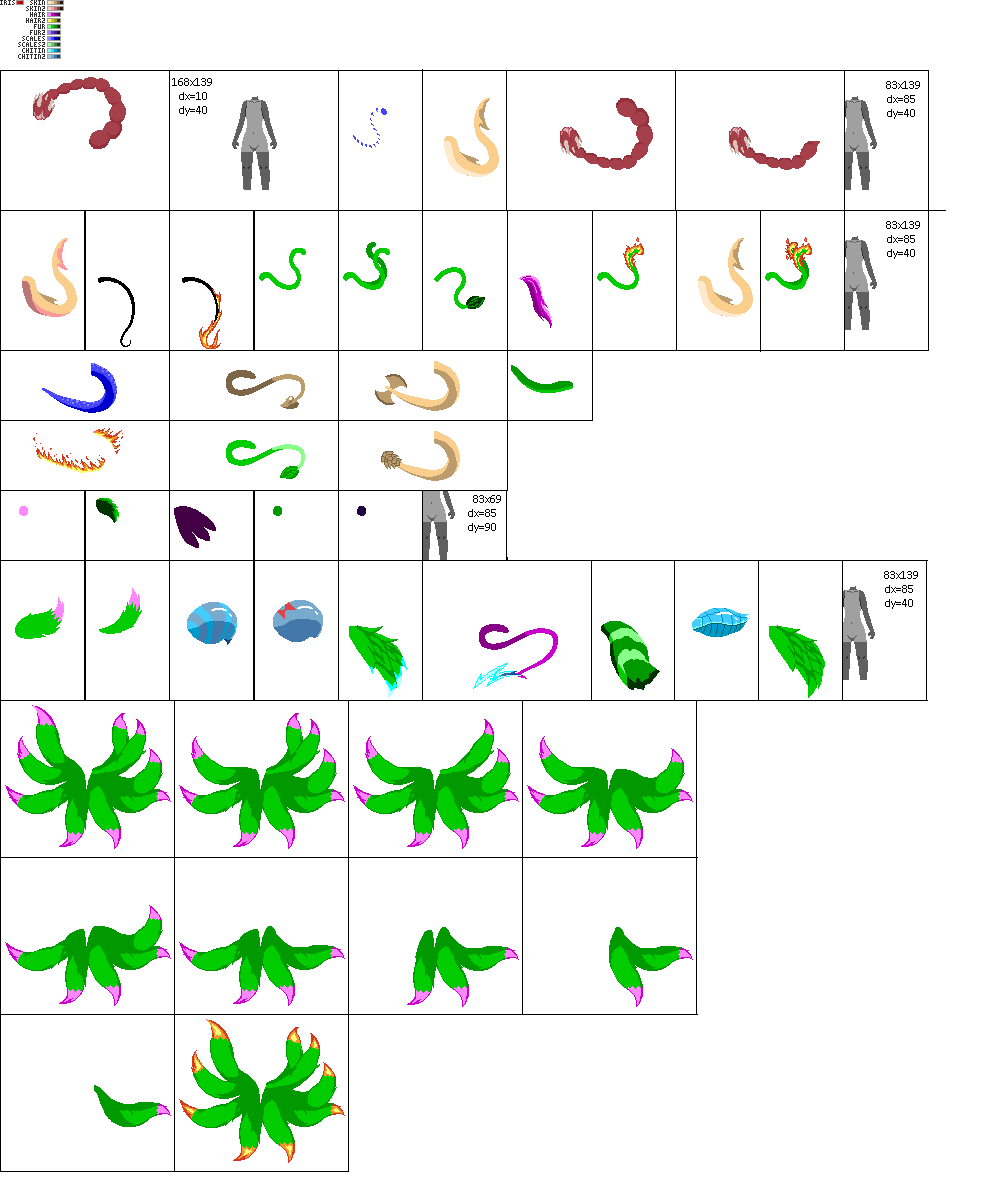 IRIS SKIN
SKIN2
HAIR
HAIR2
FUR
FUR2
SCALES
SCALES2
CHITIN
CHITIN2
168x139
dx=10
dy=40
83x139
dx=85
dy=40
83x139
dx=85
dy=40
83x69
dx=85
dy=90
83x139
dx=85
dy=40